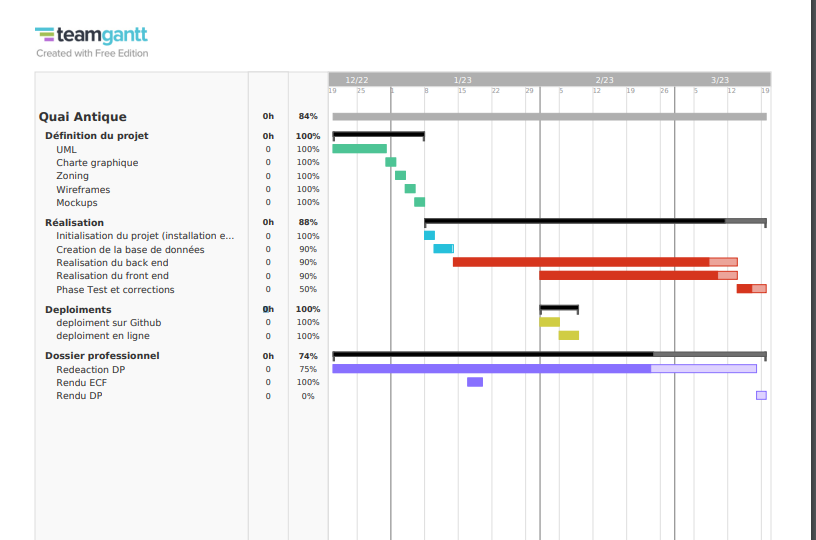 teamgantt
Created with Free Edition
12/22 1/23 2/23 3/23
19 25 1 8 15 22 29 5 12 19 26 5 12 19
Quai Antique 0h 84%
Définition du projet 0h 100%
UML 0 100%
Charte graphique 0 100%
Zoning 0 100%
Wireframes 0 100%
Mockups 0 100%
Réalisation 0h 88%
Initialisation du projet (installation e... 0 100%
Creation de la base de données 0 90%
Realisation du back end 0 90%
Realisation du front end 0 90%
Phase Test et corrections 0 50%
Deploiments 0h 100%
deploiment sur Github 0 100%
deploiment en ligne 0 100%
Dossier professionnel 0h 74%
Redeaction DP 0 75%
Rendu ECF 0 100%
Rendu DP 0 0%